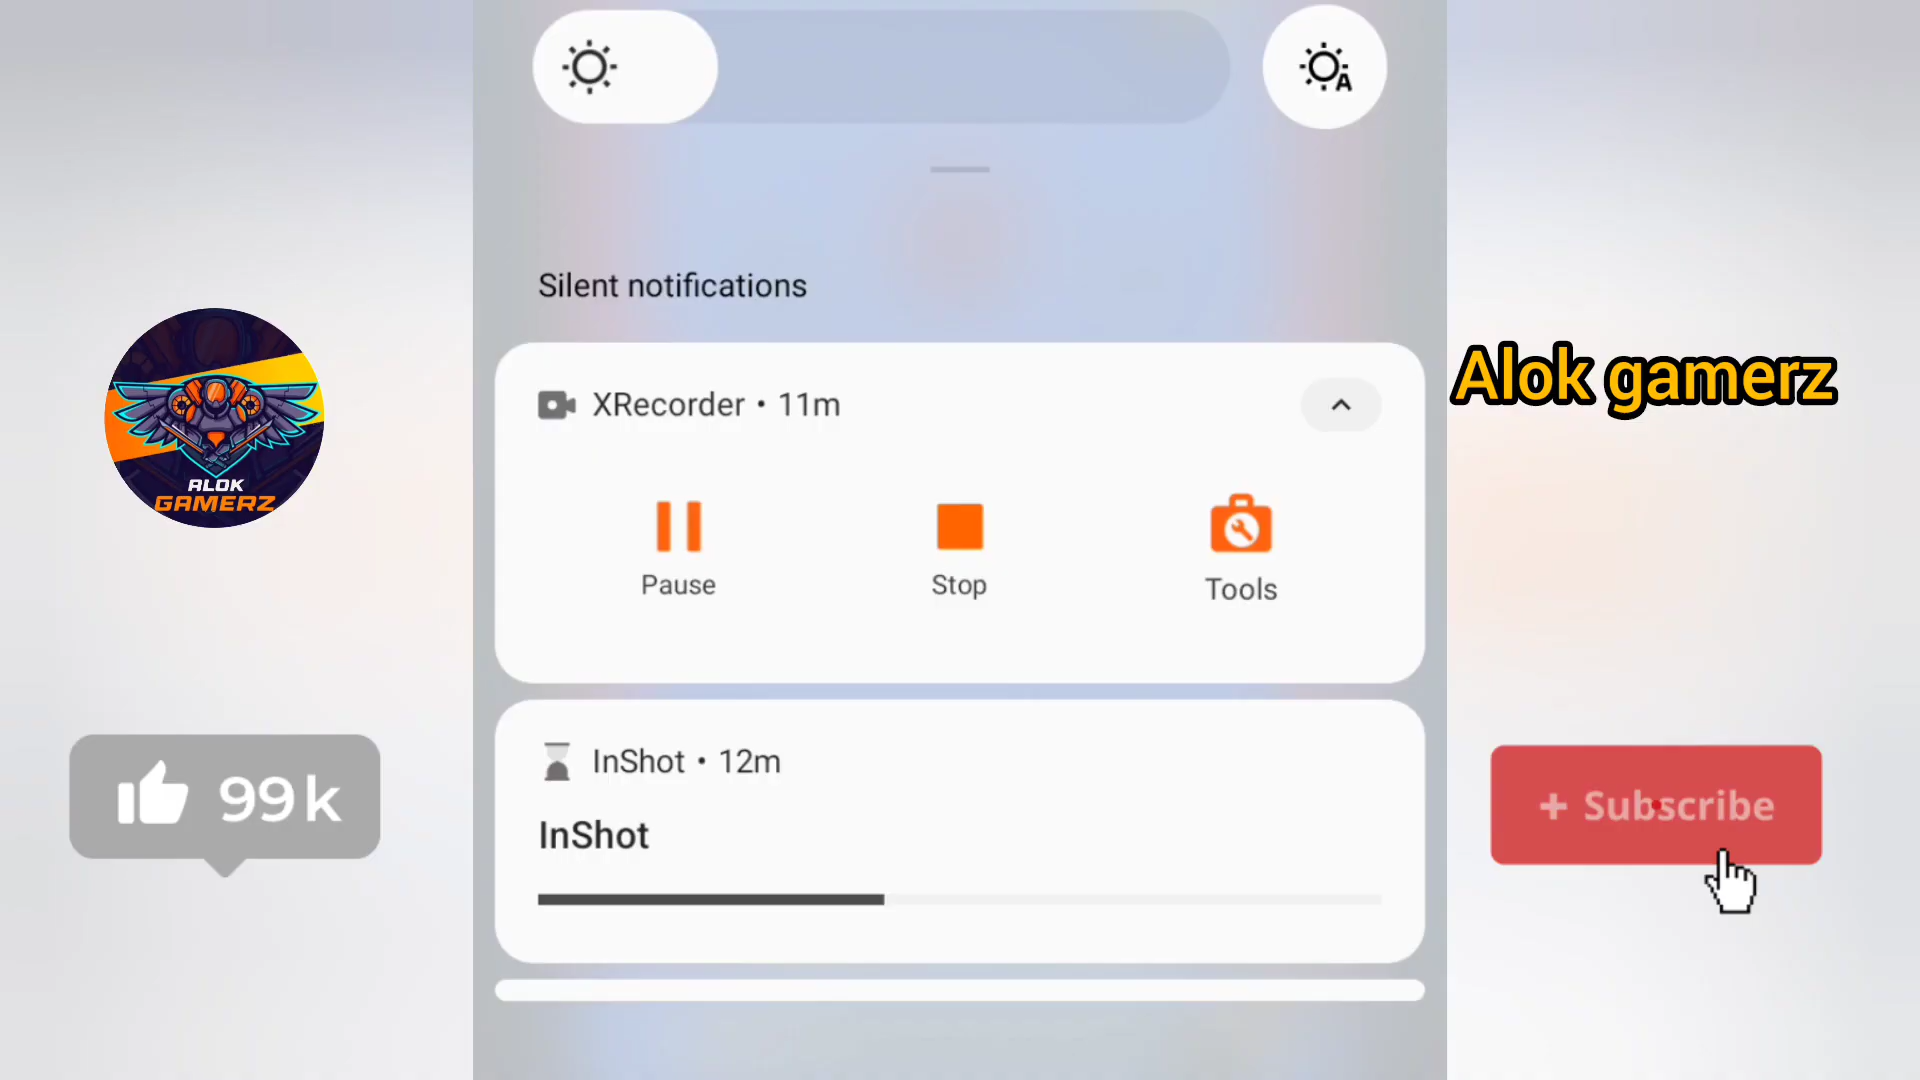 A
Silent notifications
XRecorder • 11m
Pause
Stop
Tools
InShot • 12m
InShot
ALOK
GAMERZ
99k
Alok gamerz
+ Subscribe